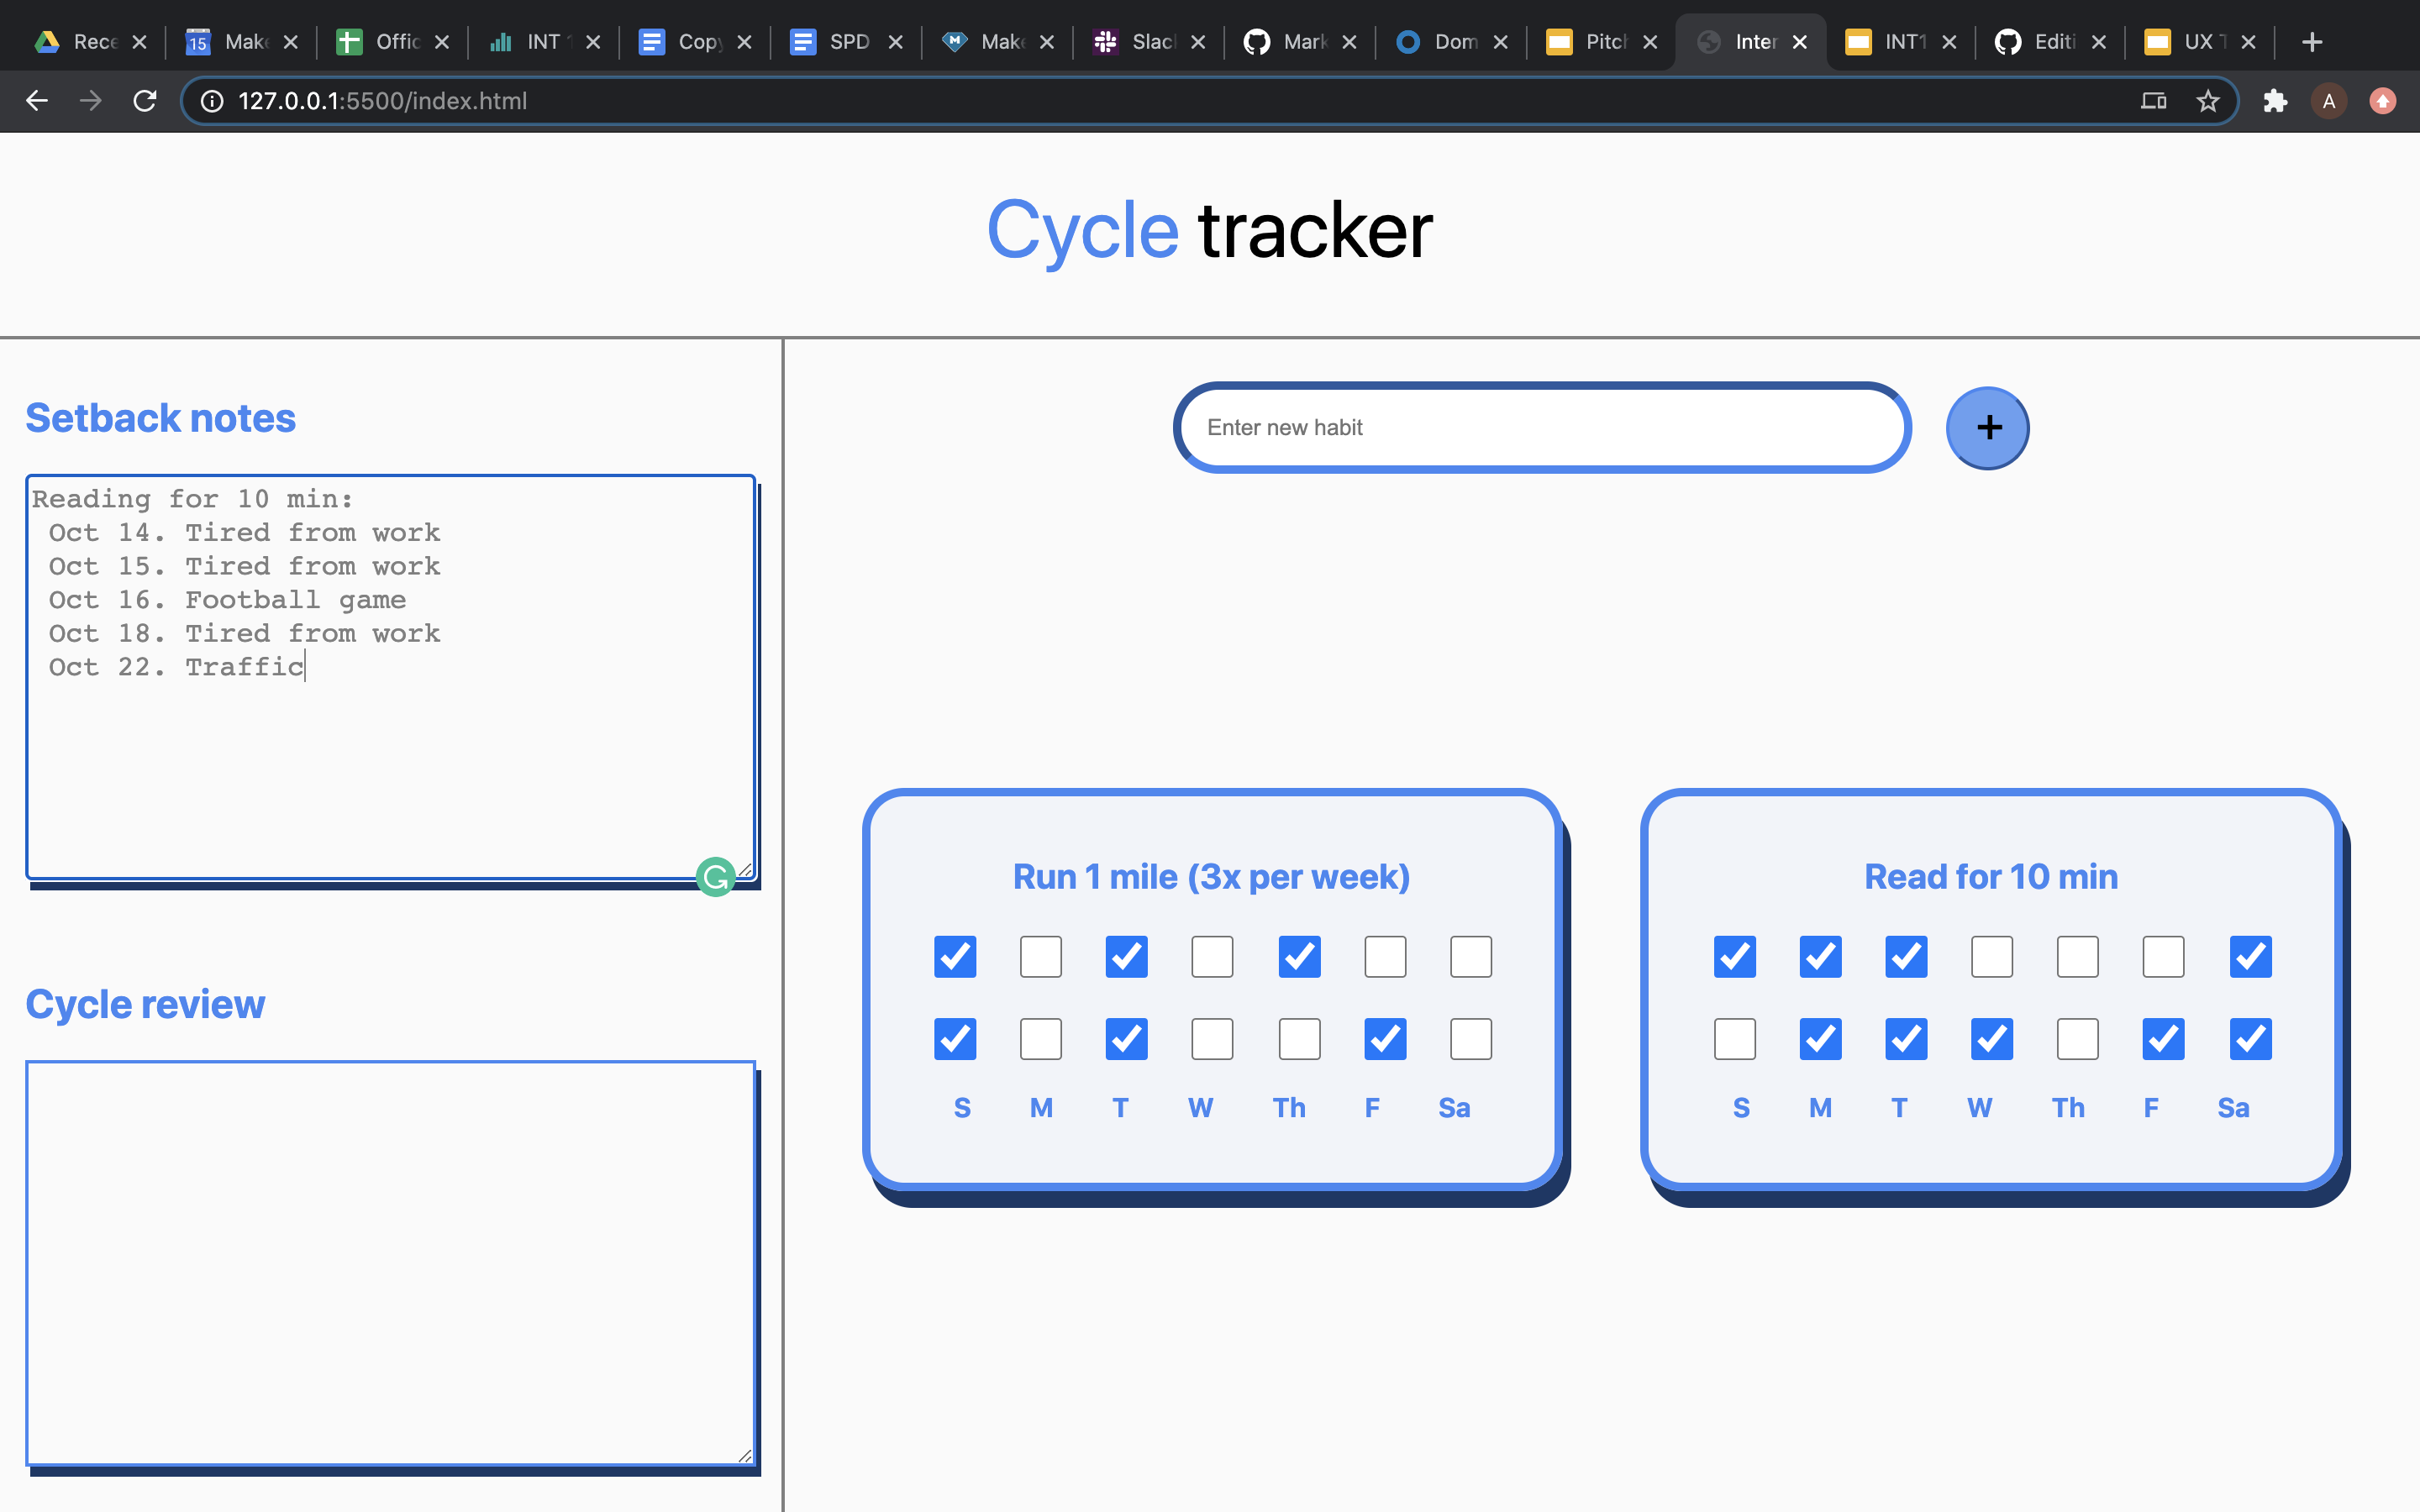 Rece
Make
Offic
INT 1
Copy
SPD
Make
Slacl
Mark
Dom
Pitch
Inter
INT1
Editi
UX T
127.0.0.1:5500/index.html
A
Cycle tracker
Setback notes
Reading for 10 min:
Oct 14. Tired from work
Oct 15. Tired from work
Oct 16. Football game
Oct 18. Tired from work
Oct 22. Traffic
Cycle review
Enter new habit
+
Run 1 mile (3x per week)
S M T W Th F Sa
Read for 10 min
S M T W Th F Sa